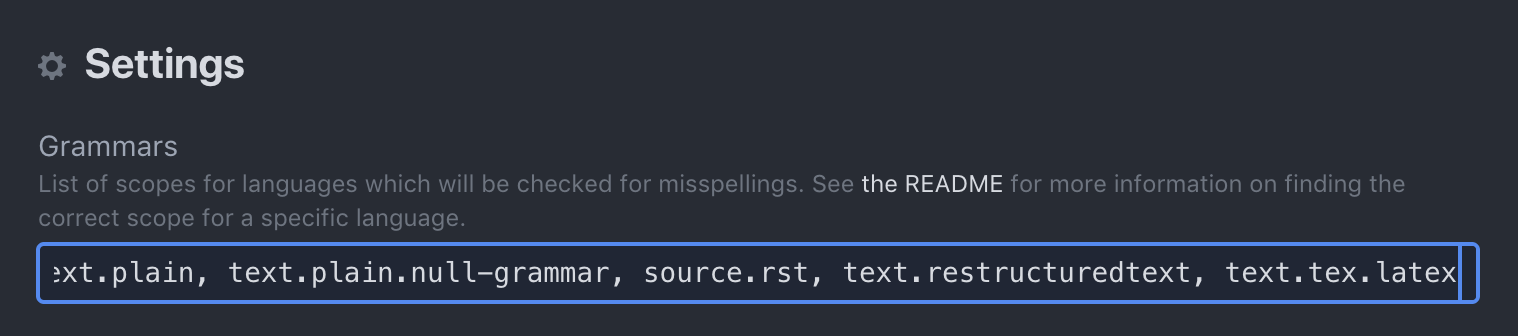 Settings
Grammars
List of scopes for languages which will be checked for misspellings. See the README for more information on finding the
correct scope for a specific language.
ext.plain, text.plain.null-grammar, source.rst, text.restructuredtext, text.tex.latex